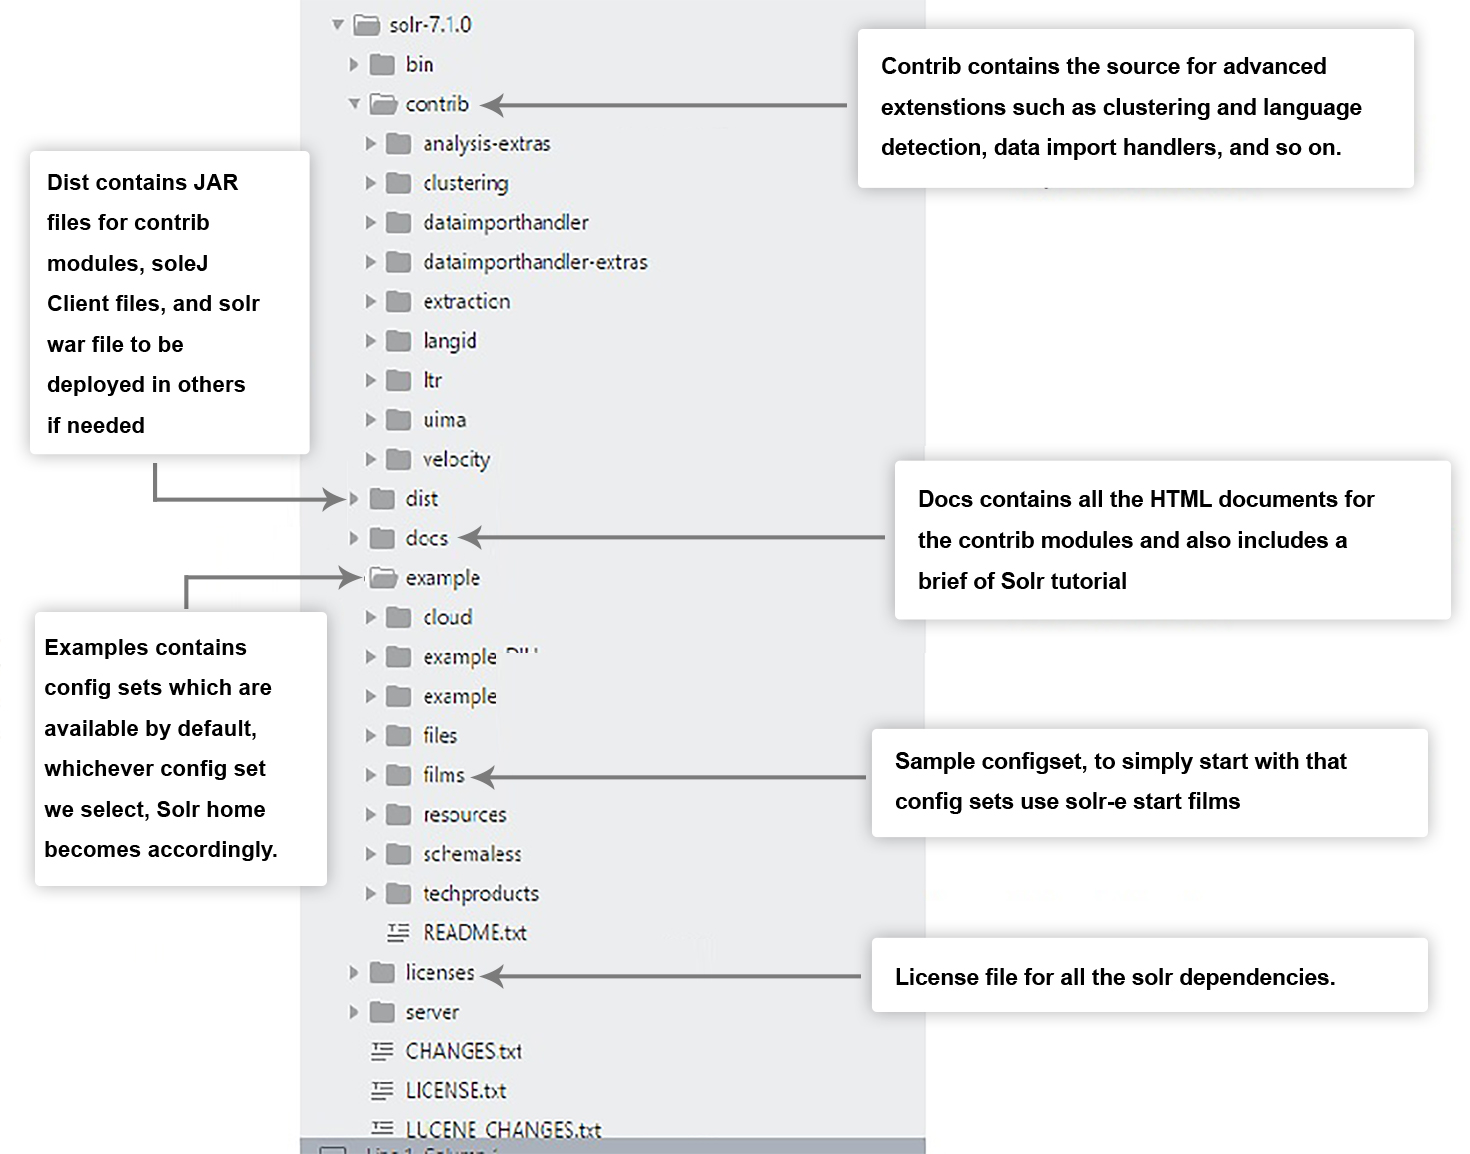 solr-7.1.0
bin
contrib
analysis-extras
clustering
dataimporthandler
dataimporthandler-extras
extraction
langid
ltr
uima
velocity
dist
docs
example
cloud
example
example
files
films
resources
schemaless
techproducts
README.txt
licenses
server
CHANGES.txt
LICENSE.txt
LUCENE_CHANGES.txt
Contrib contains the source for advanced
extenstions such as clustering and language
detection, data import handlers, and so on.
Dist contains JAR
files for contrib
modules, soleJ
Client files, and solr
war file to be
deployed in others
if needed
Docs contains all the HTML documents for
the contrib modules and also includes a
brief of Solr tutorial
Examples contains
config sets which are
available by default,
whichever config set
we select, Solr home
becomes accordingly.
Sample configset, to simply start with that
config sets use solr-e start films
License file for all the solr dependencies.